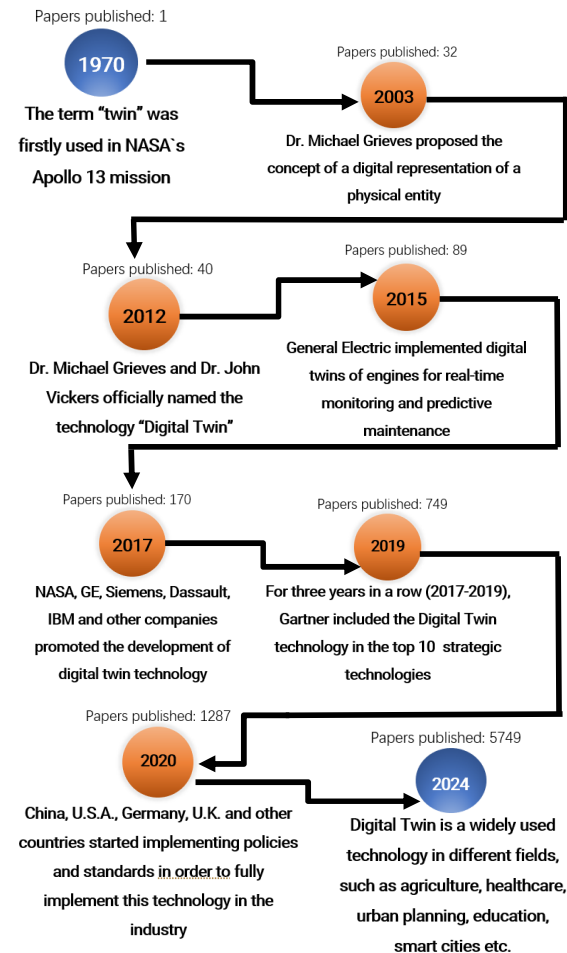 Papers published: 1
1970
The term “twin” was
firstly used in NASA`s
Apollo 13 mission
Papers published: 32
2003
Dr. Michael Grieves proposed the
concept of a digital representation of a
physical entity
Papers published: 40
2012
Dr. Michael Grieves and Dr. John
Vickers officially named the
technology “Digital Twin”
Papers published: 89
2015
General Electric implemented digital
twins of engines for real-time
monitoring and predictive
maintenance
Papers published: 170
2017
NASA, GE, Siemens, Dassault,
IBM and other companies
promoted the development of
digital twin technology
Papers published: 749
2019
For three years in a row (2017-2019),
Gartner included the Digital Twin
technology in the top 10 strategic
technologies
Papers published: 1287
2020
China, U.S.A., Germany, U.K. and other
countries started implementing policies
and standards in order to fully
implement this technology in the
industry
Papers published: 5749
2024
Digital Twin is a widely used
technology in different fields,
such as agriculture, healthcare,
urban planning, education,
smart cities etc.